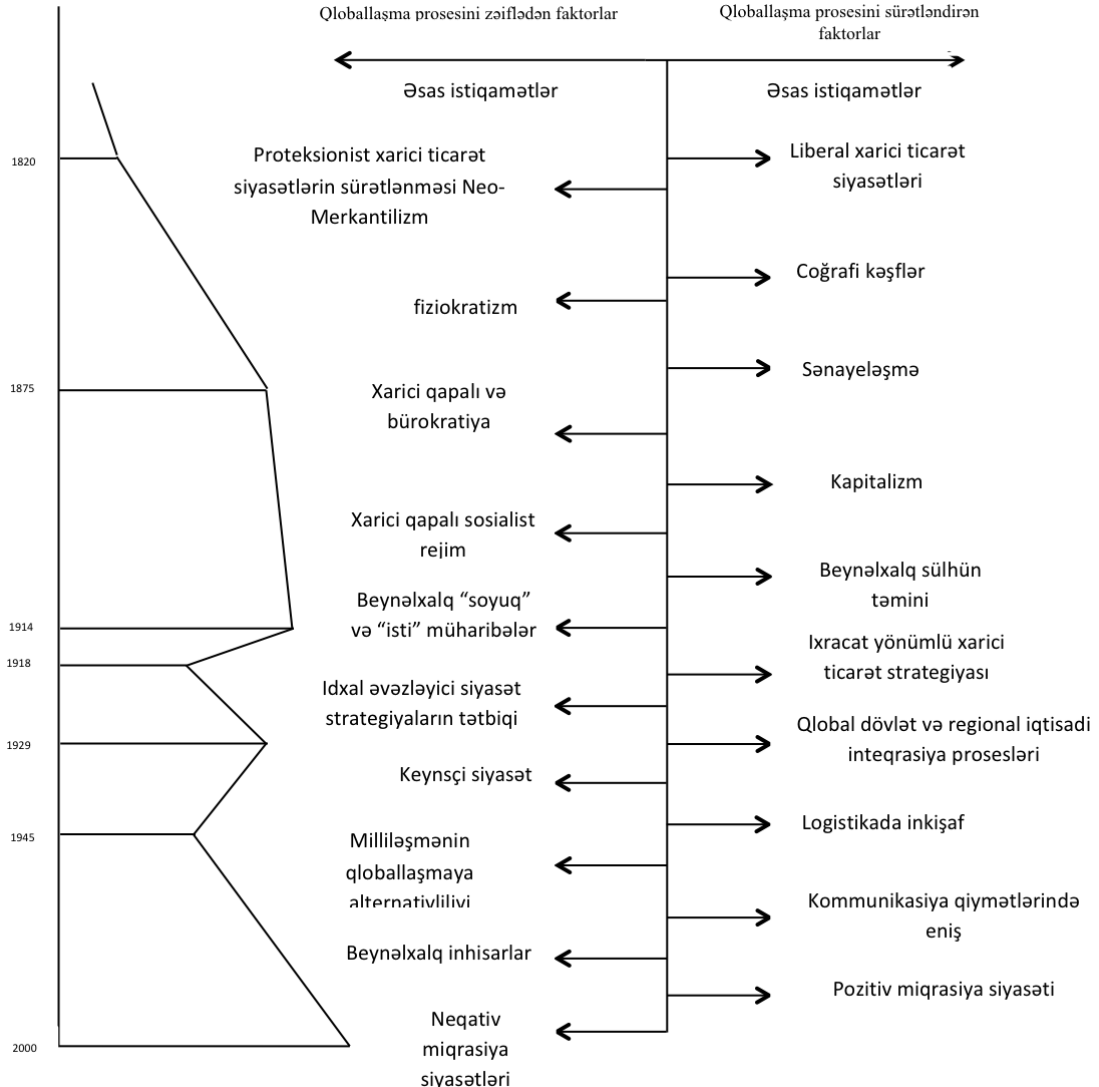 Qloballaşma prosesini zəiflədən faktorlar
Qloballaşma prosesini sürətləndirən
faktorlar
Əsas istiqamətlər
Əsas istiqamətlər
1820
1875
1914
1918
1929
1945
2000
Proteksionist xarici ticarət
siyasətlərin sürətlənməsi Neo-
Merkantilizm
fiziokratizm
Xarici qapalı və
bürokratiya
Xarici qapalı sosialist
rejim
Beynəlxalq “soyuq”
və “isti” müharibələr
Idxal əvəzləyici siyasət
strategiyaların tətbiqi
Keynsçi siyasət
Milliləşmənin
qloballaşmaya
alternativliliyi
Beynəlxalq inhisarlar
Neqativ
miqrasiya
siyasətləri
Liberal xarici ticarət
siyasətləri
Coğrafi kəşflər
Sənayeləşmə
Kapitalizm
Beynəlxalq sülhün
təmini
Ixracat yönümlü xarici
ticarət strategiyası
Qlobal dövlət və regional iqtisadi
inteqrasiya prosesləri
Logistikada inkişaf
Kommunikasiya qiymətlərində
eniş
Pozitiv miqrasiya siyasəti